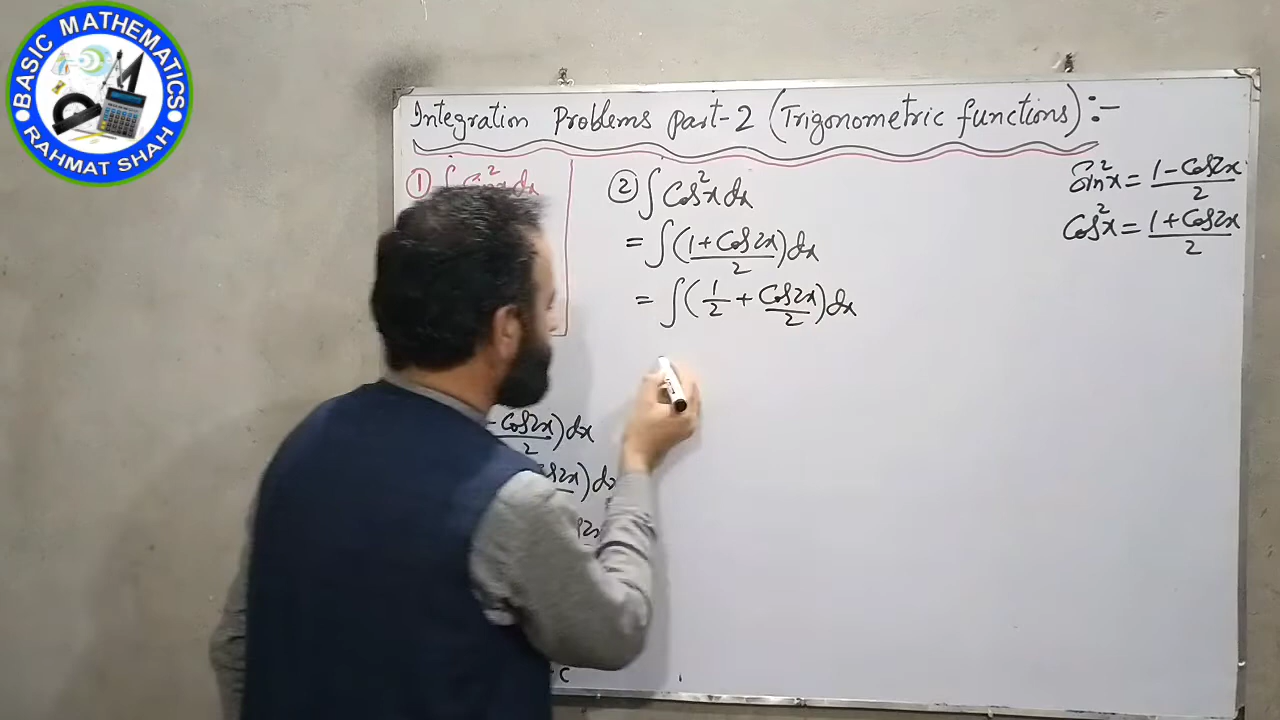 BASIC MATHEMATICS
RAHMAT SHAH
Integration Problems part-2 (Trigonometric functions):-
① ∫ Sin²x dx
② ∫ Cos²x dx
= ∫ (1 + Cos2x / 2) dx
= ∫ (1/2 + Cos2x / 2) dx
Sin²x = 1 - Cos2x / 2
Cos²x = 1 + Cos2x / 2
- Cos2x / 2) dx
Cos2x) dx
C